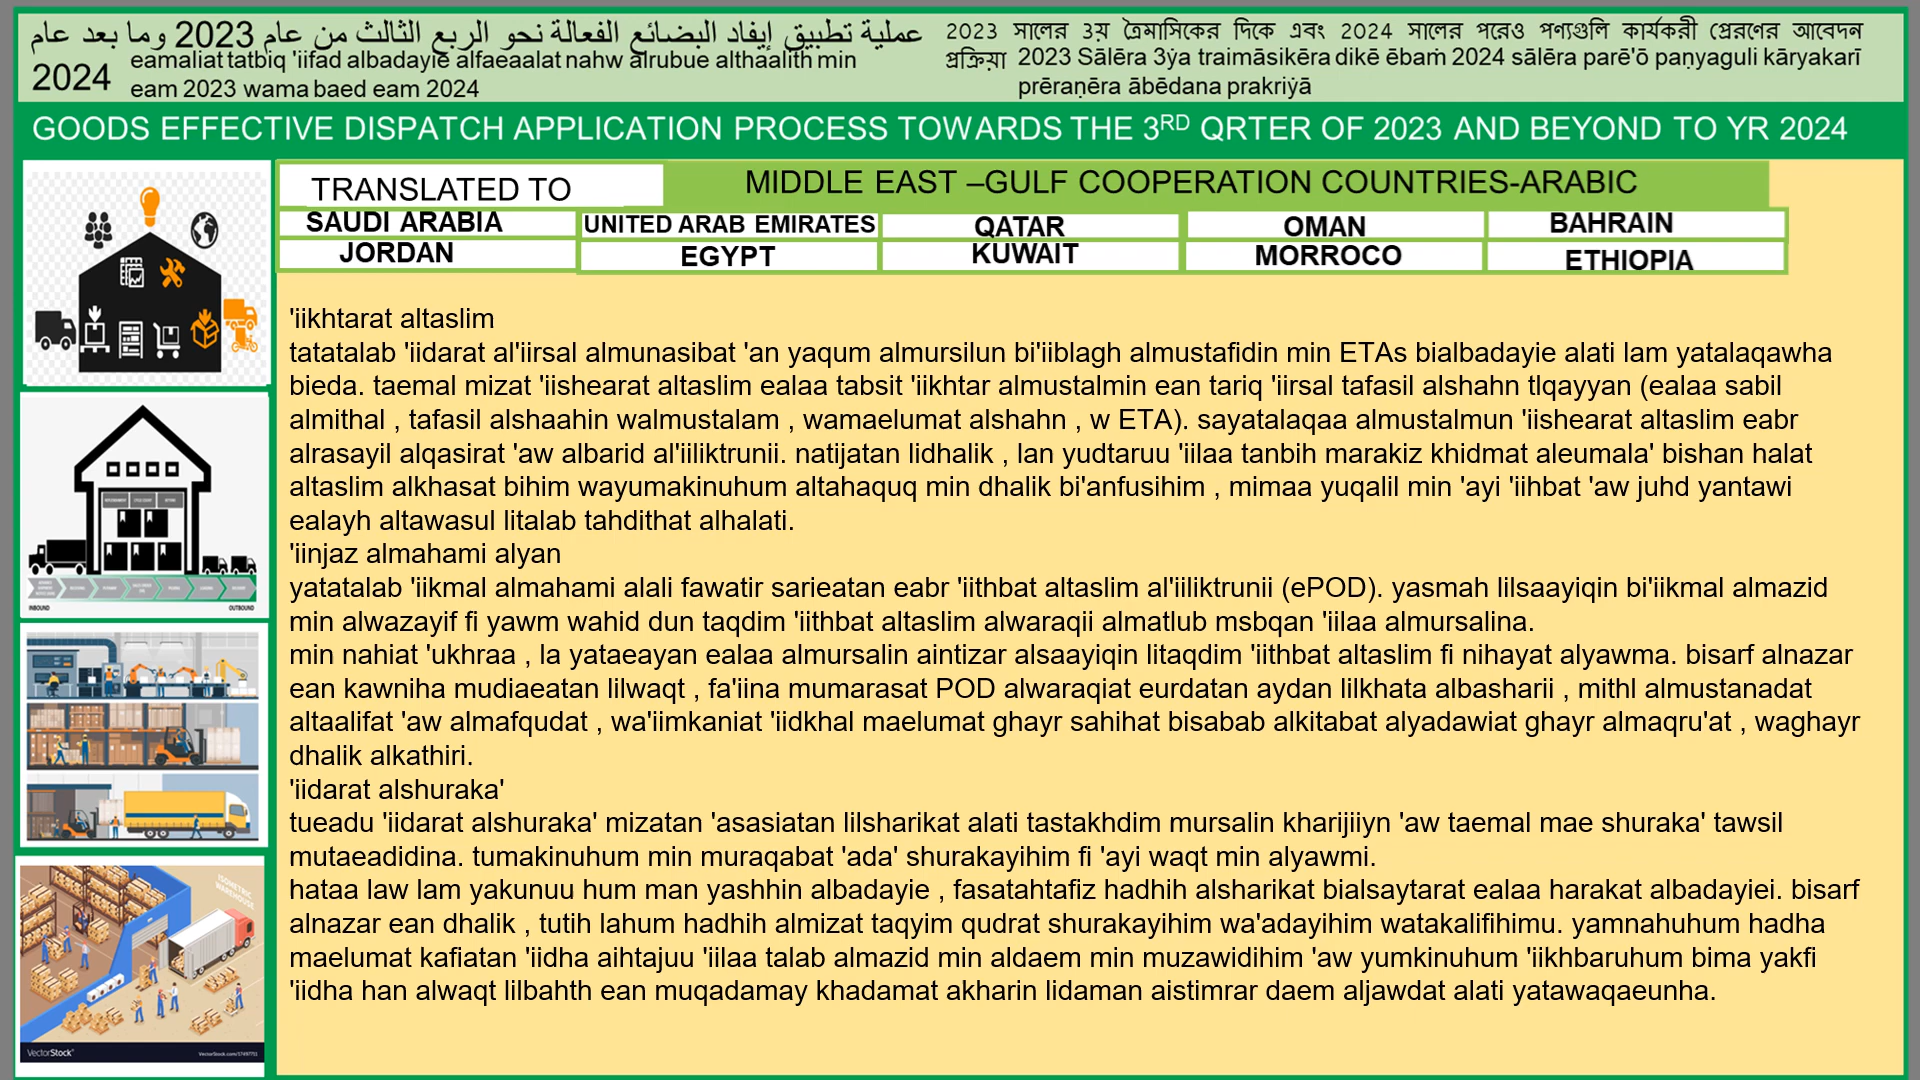 عملية تطبيق إيفاد البضائع الفعالة نحو الربع الثالث من عام 2023 وما بعد عام
2024
eamaliat tatbiq 'iifad albadayie alfaeaalat nahw alrubue althaalith min
eam 2023 wama baed eam 2024
2023 সালের 3য় ত্রৈমাসিকের দিকে এবং 2024 সালের পরেও পণ্যগুলি কার্যকরী প্রেরণের আবেদন
প্রক্রিয়া
2023 Sālēra 3ẏa traimāsikēra dikē ēbaṁ 2024 sālēra parē'ō paṇyaguli kāryakarī
prēraṇēra ābēdana prakriẏā
GOODS EFFECTIVE DISPATCH APPLICATION PROCESS TOWARDS THE 3RD QRTER OF 2023 AND BEYOND TO YR 2024
TRANSLATED TO
MIDDLE EAST –GULF COOPERATION COUNTRIES-ARABIC
SAUDI ARABIA
UNITED ARAB EMIRATES
QATAR
OMAN
BAHRAIN
JORDAN
EGYPT
KUWAIT
MORROCO
ETHIOPIA
'iikhtarat altaslim
tatatalab 'iidarat al'iirsal almunasibat 'an yaqum almursilun bi'iiblagh almustafidin min ETAs bialbadayie alati lam yatalaqawha
bieda. taemal mizat 'iishearat altaslim ealaa tabsit 'iikhtar almustalmin ean tariq 'iirsal tafasil alshahn tlqayyan (ealaa sabil
almithal , tafasil alshaahin walmustalam , wamaelumat alshahn , w ETA). sayatalaqaa almustalmun 'iishearat altaslim eabr
alrasayil alqasirat 'aw albarid al'iiliktrunii. natijatan lidhalik , lan yudtaruu 'iilaa tanbih marakiz khidmat aleumala' bishan halat
altaslim alkhasat bihim wayumakinuhum altahaquq min dhalik bi'anfusihim , mimaa yuqalil min 'ayi 'iihbat 'aw juhd yantawi
ealayh altawasul litalab tahdithat alhalati.
'iinjaz almahami alyan
yatatalab 'iikmal almahami alali fawatir sarieatan eabr 'iithbat altaslim al'iiliktrunii (ePOD). yasmah lilsaayiqin bi'iikmal almazid
min alwazayif fi yawm wahid dun taqdim 'iithbat altaslim alwaraqii almatlub msbqan 'iilaa almursalina.
min nahiat 'ukhraa , la yataeayan ealaa almursalin aintizar alsaayiqin litaqdim 'iithbat altaslim fi nihayat alyawma. bisarf alnazar
ean kawniha mudiaeatan lilwaqt , fa'iina mumarasat POD alwaraqiat eurdatan aydan lilkhata albasharii , mithl almustanadat
altaalifat 'aw almafqudat , wa'iimkaniat 'iidkhal maelumat ghayr sahihat bisabab alkitabat alyadawiat ghayr almaqru'at , waghayr
dhalik alkathiri.
'iidarat alshuraka'
tueadu 'iidarat alshuraka' mizatan 'asasiatan lilsharikat alati tastakhdim mursalin kharijiiyn 'aw taemal mae shuraka' tawsil
mutaeadidina. tumakinuhum min muraqabat 'ada' shurakayihim fi 'ayi waqt min alyawmi.
hataa law lam yakunuu hum man yashhin albadayie , fasatahtafiz hadhih alsharikat bialsaytarat ealaa harakat albadayiei. bisarf
alnazar ean dhalik , tutih lahum hadhih almizat taqyim qudrat shurakayihim wa'adayihim watakalifihimu. yamnahuhum hadha
maelumat kafiatan 'iidha aihtajuu 'iilaa talab almazid min aldaem min muzawidihim 'aw yumkinuhum 'iikhbaruhum bima yakfi
'iidha han alwaqt lilbahth ean muqadamay khadamat akharin lidaman aistimrar daem aljawdat alati yatawaqaeunha.
INBOUND
OUTBOUND
ISOMETRIC
WAREHOUSE
VectorStock